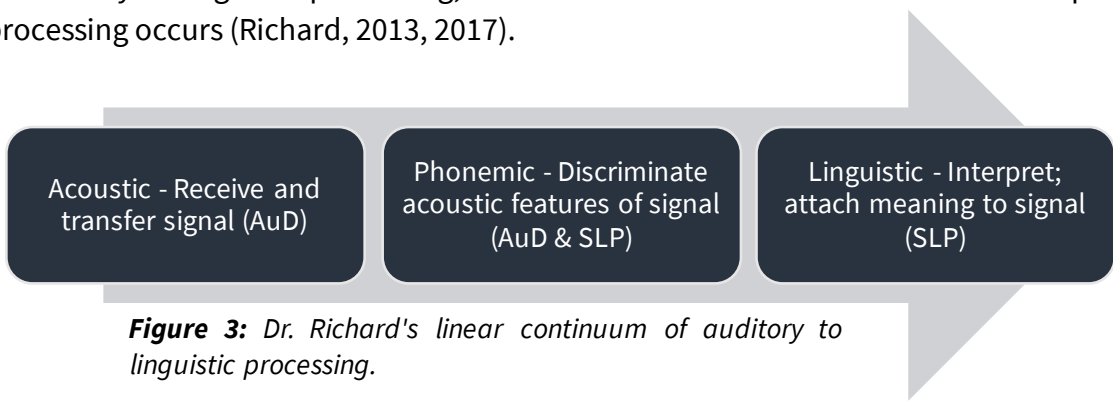 processing occurs (Richard, 2013, 2017).
Acoustic - Receive and
transfer signal (AuD)
Phonemic - Discriminate
acoustic features of signal
(AuD & SLP)
Linguistic - Interpret;
attach meaning to signal
(SLP)
Figure 3: Dr. Richard's linear continuum of auditory to
linguistic processing.